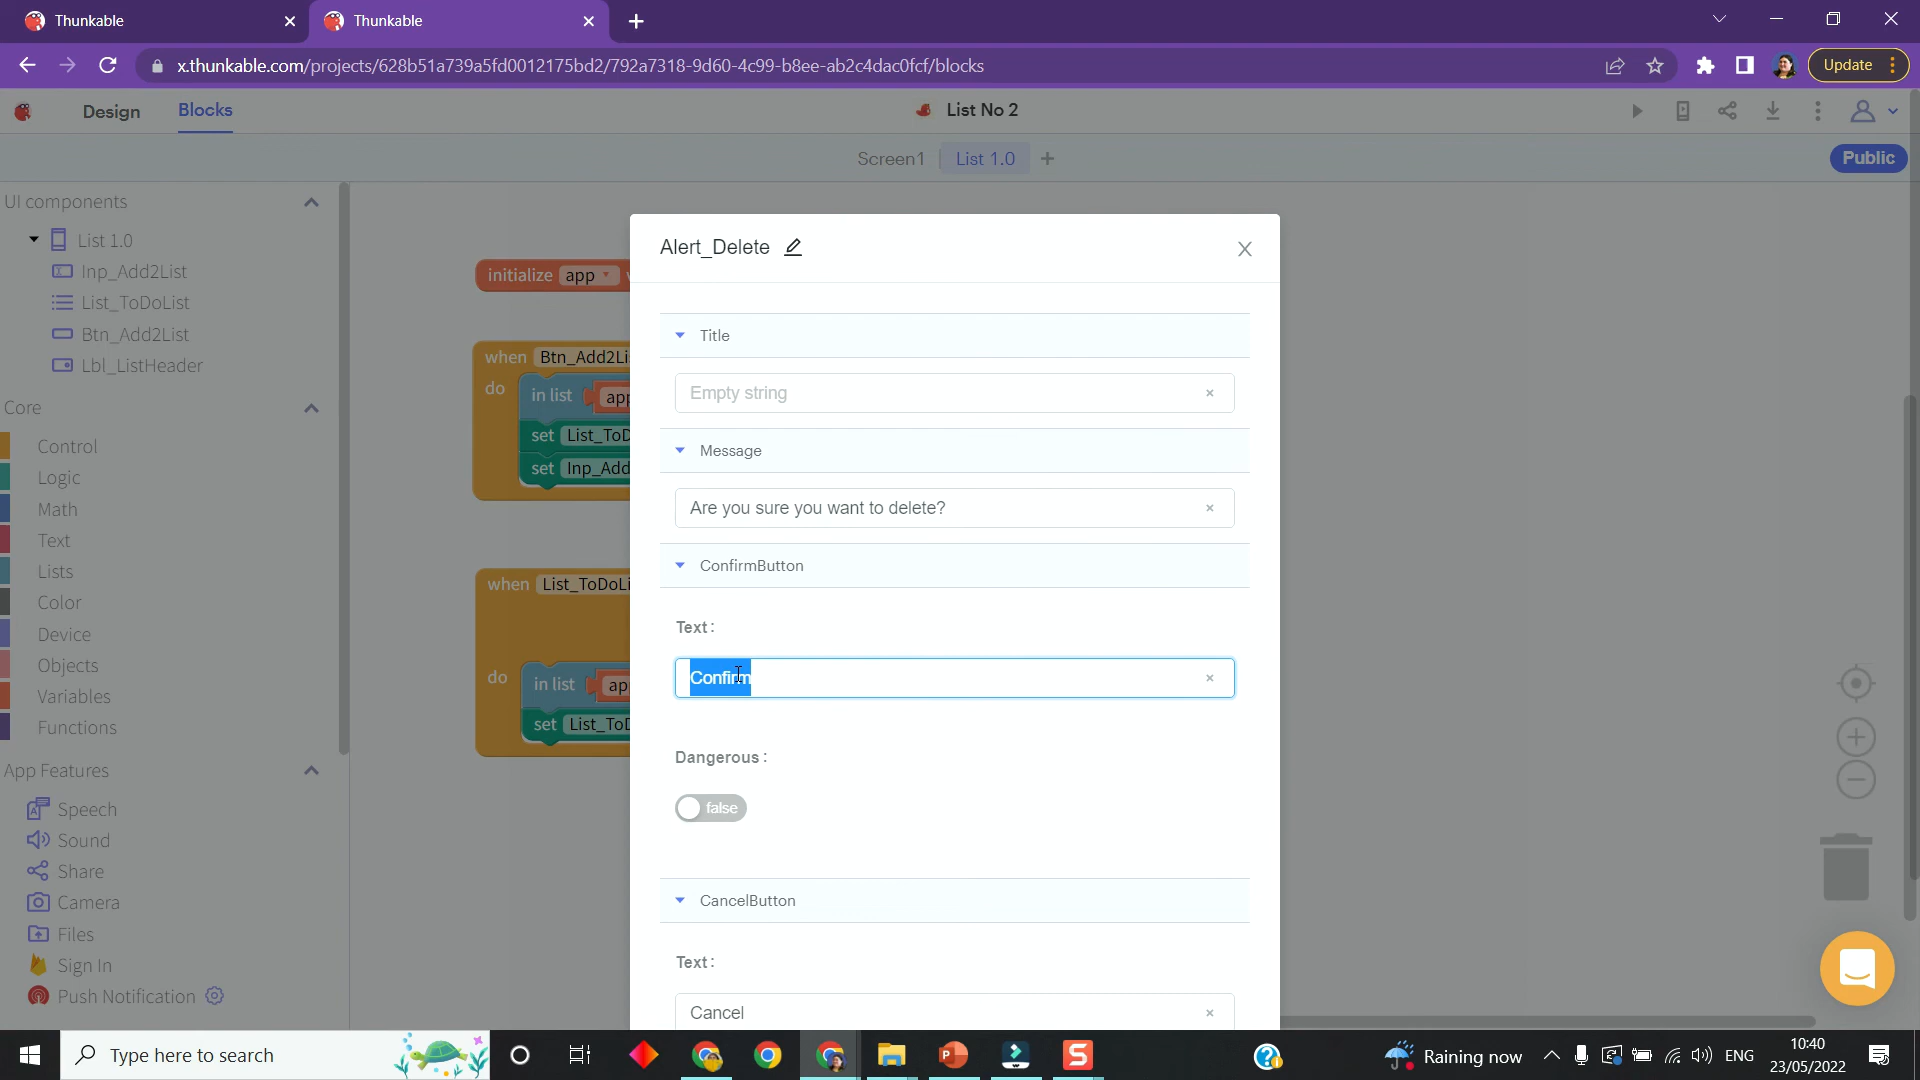 Thunkable
Thunkable
x.thunkable.com/projects/628b51a739a5fd0012175bd2/792a7318-9d60-4c99-b8ee-ab2c4dac0fcf/blocks
Update
Design
Blocks
List No 2
Screen1
List 1.0
Public
UI components
List 1.0
Inp_Add2List
List_ToDoList
Btn_Add2List
Lbl_ListHeader
Core
Control
Logic
Math
Text
Lists
Color
Device
Objects
Variables
Functions
App Features
Speech
Sound
Share
Camera
Files
Sign In
Push Notification
initialize app
when Btn_Add2Li
do in list app
set List_ToD
set Inp_Add
when List_ToDoLi
do in list ap
set List_ToD
Alert_Delete
Title
Empty string
Message
Are you sure you want to delete?
ConfirmButton
Text:
Confirm
Dangerous:
false
CancelButton
Text:
Cancel
Type here to search
Raining now
ENG
10:40
23/05/2022